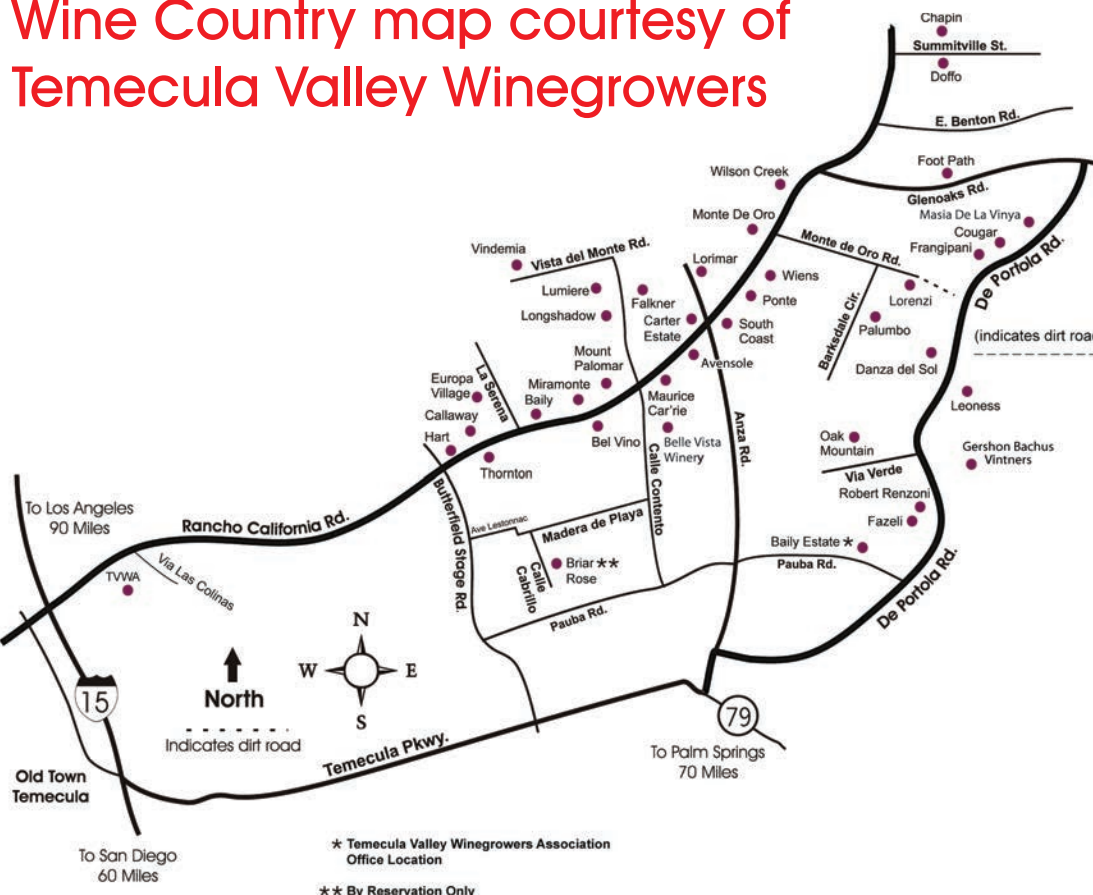 Wine Country map courtesy of
Temecula Valley Winegrowers
Chapin
Summitville St.
Doffo
E. Benton Rd.
Foot Path
Glenoaks Rd.
Wilson Creek
Masia De La Vinya
Cougar
Frangipani
De Portola Rd.
Monte De Oro
Monte de Oro Rd.
Vindemia
Vista del Monte Rd.
Lorimar
Wiens
Lumiere
Falkner
Ponte
Lorenzi
Longshadow
Carter
Estate
South
Coast
Barksdale Cir.
Palumbo
(indicates dirt roa
Avensole
Danza del Sol
Mount
Palomar
La Serena
Europa
Village
Miramonte
Baily
Maurice
Car'rie
Leoness
Callaway
Anza Rd.
Hart
Bel Vino
Belle Vista
Winery
Oak
Mountain
Gershon Bachus
Vintners
Thornton
Calle Contento
Via Verde
Butterfield Stage Rd.
Robert Renzoni
To Los Angeles
90 Miles
Rancho California Rd.
Ave Lestonnac
Madera de Playa
Fazeli
Baily Estate *
Pauba Rd.
Via Las Colinas
TVWA
Calle
Cabrillo
Briar **
Rose
De Portola Rd.
Pauba Rd.
N
W
E
S
North
Indicates dirt road
15
79
To Palm Springs
70 Miles
Temecula Pkwy.
Old Town
Temecula
To San Diego
60 Miles
* Temecula Valley Winegrowers Association
Office Location
** By Reservation Only